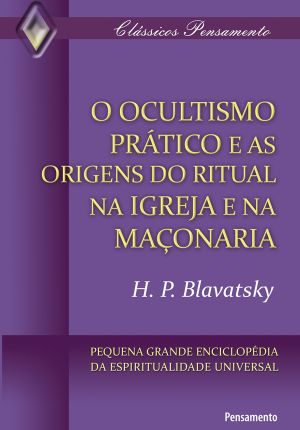 Clássicos Pensamento
O OCULTISMO
PRÁTICO E AS
ORIGENS DO RITUAL
NA IGREJA E NA
MAÇONARIA
H. P. Blavatsky
PEQUENA GRANDE ENCICLOPÉDIA
DA ESPIRITUALIDADE UNIVERSAL
Pensamento